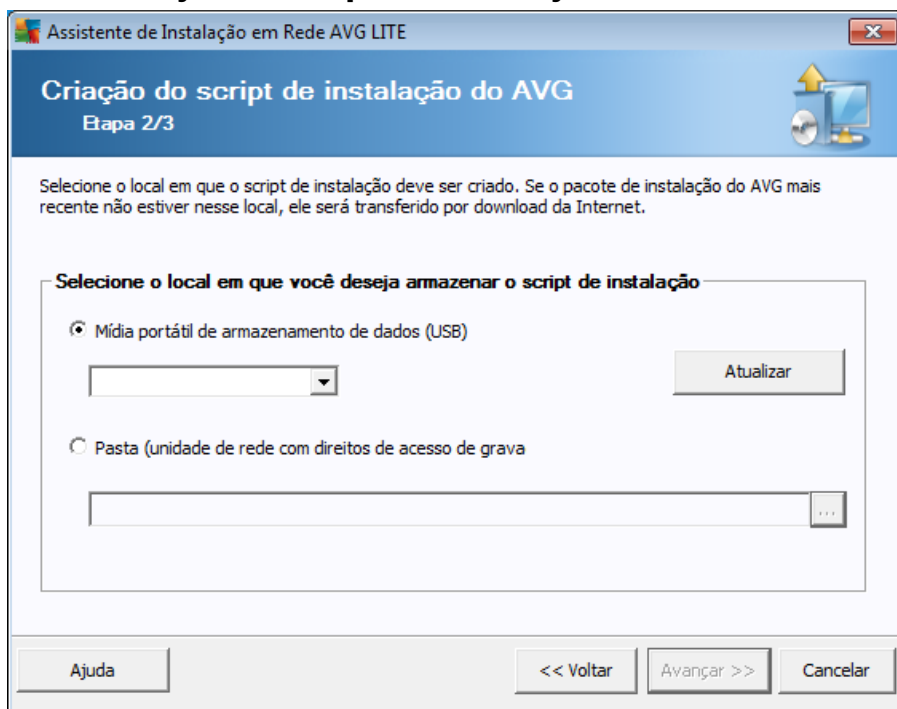 Assistente de Instalação em Rede AVG LITE
Criação do script de instalação do AVG
Etapa 2/3
Selecione o local em que o script de instalação deve ser criado. Se o pacote de instalação do AVG mais
recente não estiver nesse local, ele será transferido por download da Internet.
Selecione o local em que você deseja armazenar o script de instalação
Mídia portátil de armazenamento de dados (USB)
Atualizar
Pasta (unidade de rede com direitos de acesso de grava
...
Ajuda
<< Voltar
Avançar >>
Cancelar